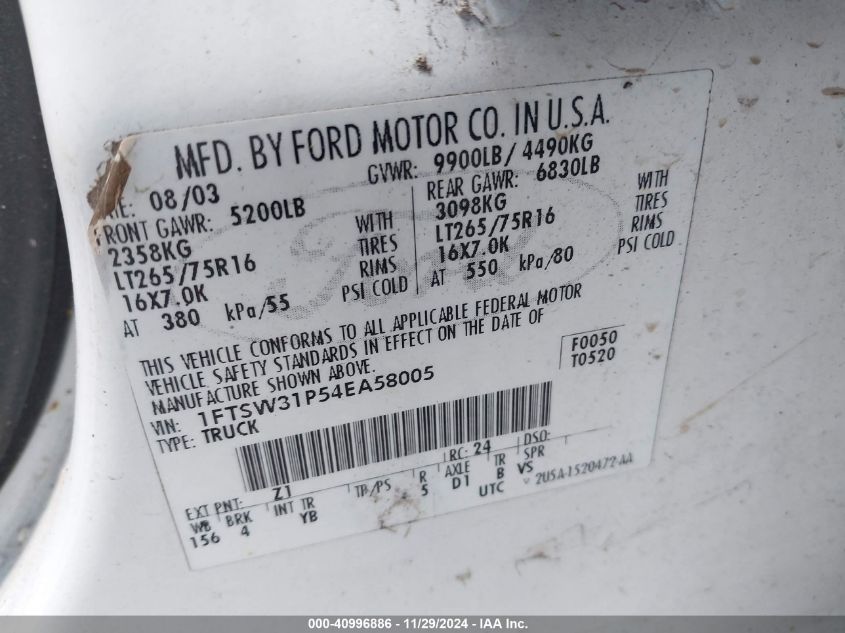 MFD. BY FORD MOTOR CO. IN U.S.A.
08/03 GVWR: 9900LB/ 4490KG
FRONT GAWR: 5200LB REAR GAWR: 6830LB
2358KG WITH 3098KG WITH
LT265/75R16 TIRES LT265/75R16 TIRES
16X7.0K RIMS 16X7.0K RIMS
AT 380 kPa/55 PSI COLD AT 550 kPa/80 PSI COLD
Ford
THIS VEHICLE CONFORMS TO ALL APPLICABLE FEDERAL MOTOR
VEHICLE SAFETY STANDARDS IN EFFECT ON THE DATE OF
MANUFACTURE SHOWN ABOVE.
F0050
T0520
VIN: 1FTSW31P54EA58005
TYPE: TRUCK
EXT PNT: Z1 RC: 24 DSO:
WB BRK INT TR TP/PS R AXLE TR SPR
156 4 YB 5 D1 B VS
UTC 2U5A-1520472-AA
000-40996886 - 11/29/2024 - IAA Inc.